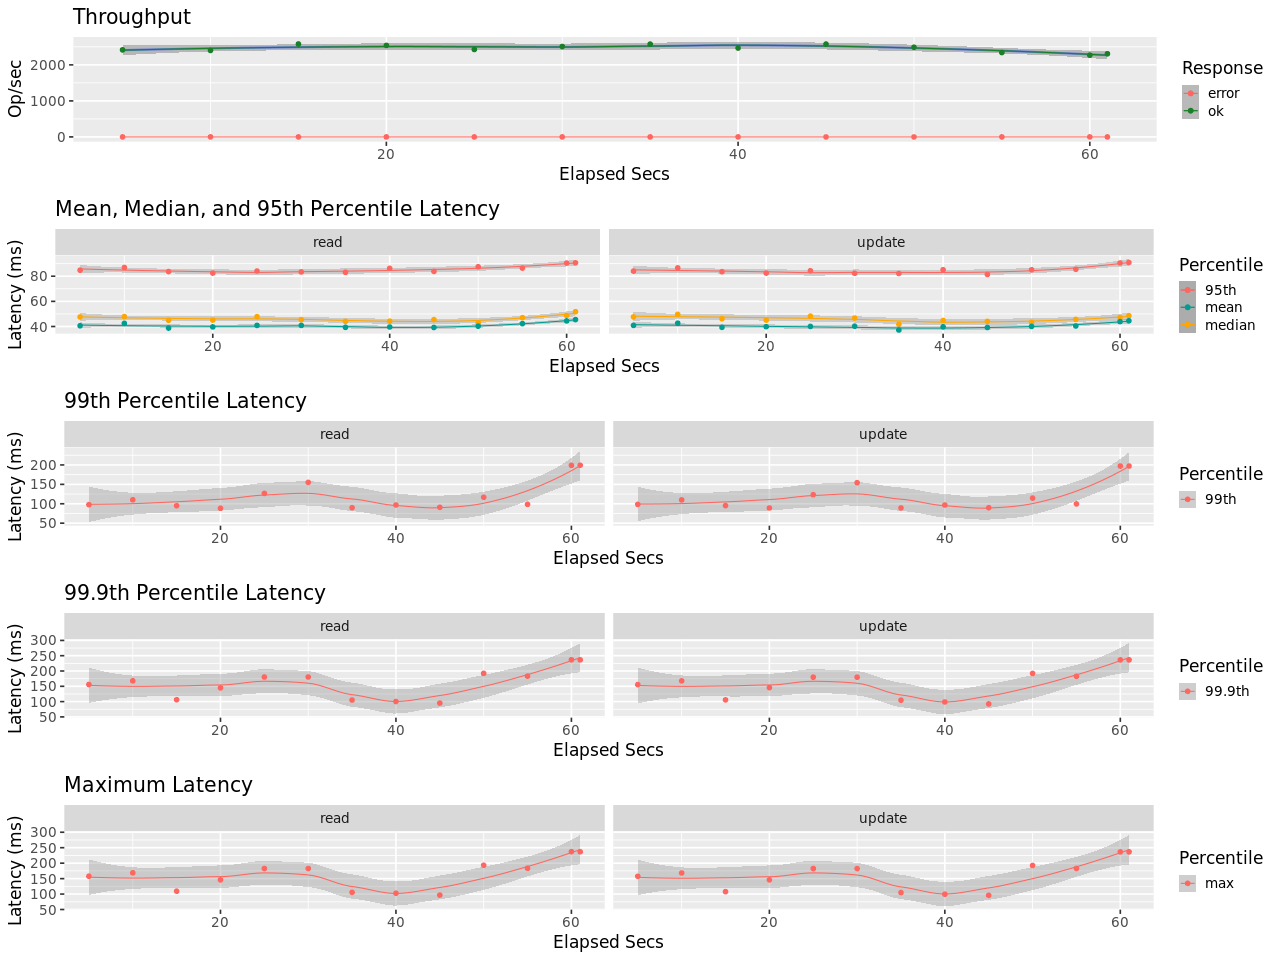 Throughput
Op/sec
2000
1000
0
20 40 60
Elapsed Secs
Response
error
ok
Mean, Median, and 95th Percentile Latency
read update
Latency (ms)
80
60
40
20 40 60 20 40 60
Elapsed Secs
Percentile
95th
mean
median
99th Percentile Latency
read update
Latency (ms)
200
150
100
50
20 40 60 20 40 60
Elapsed Secs
Percentile
99th
99.9th Percentile Latency
read update
Latency (ms)
300
250
200
150
100
50
20 40 60 20 40 60
Elapsed Secs
Percentile
99.9th
Maximum Latency
read update
Latency (ms)
300
250
200
150
100
50
20 40 60 20 40 60
Elapsed Secs
Percentile
max